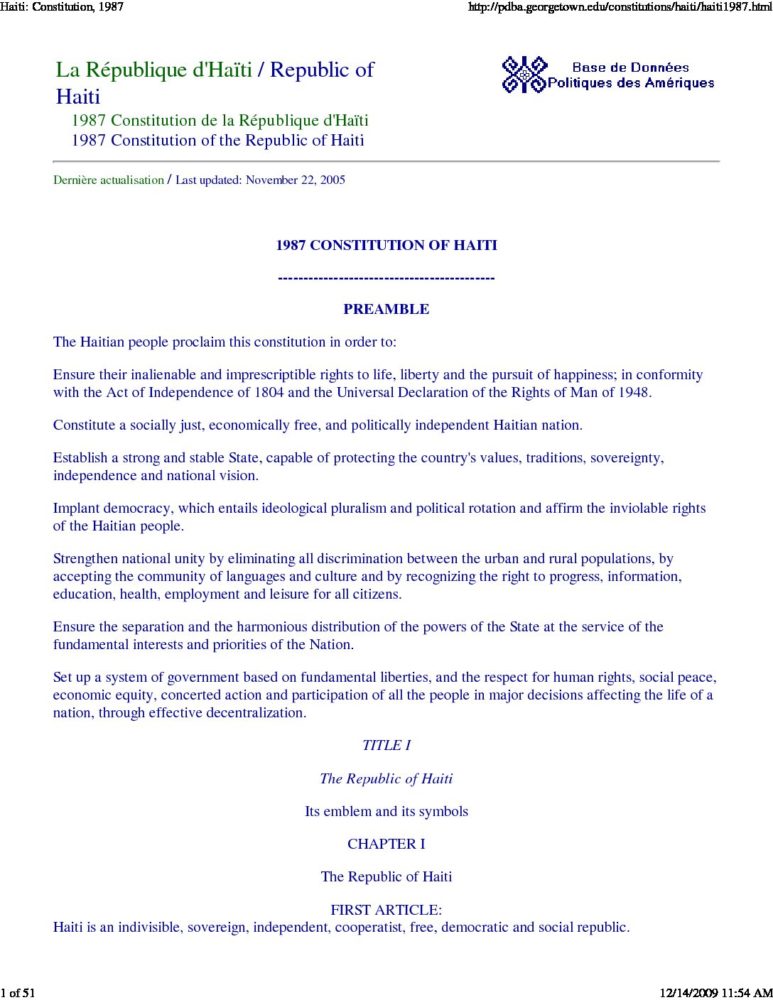 Haiti: Constitution, 1987
http://pdba.georgetown.edu/constitutions/haiti/haiti1987.html
La République d'Haïti / Republic of
Haiti
1987 Constitution de la République d'Haïti
1987 Constitution of the Republic of Haiti
Base de Données
Politiques des Amériques
Dernière actualisation / Last updated: November 22, 2005
1987 CONSTITUTION OF HAITI
-------------------------------------------
PREAMBLE
The Haitian people proclaim this constitution in order to:
Ensure their inalienable and imprescriptible rights to life, liberty and the pursuit of happiness; in conformity
with the Act of Independence of 1804 and the Universal Declaration of the Rights of Man of 1948.
Constitute a socially just, economically free, and politically independent Haitian nation.
Establish a strong and stable State, capable of protecting the country's values, traditions, sovereignty,
independence and national vision.
Implant democracy, which entails ideological pluralism and political rotation and affirm the inviolable rights
of the Haitian people.
Strengthen national unity by eliminating all discrimination between the urban and rural populations, by
accepting the community of languages and culture and by recognizing the right to progress, information,
education, health, employment and leisure for all citizens.
Ensure the separation and the harmonious distribution of the powers of the State at the service of the
fundamental interests and priorities of the Nation.
Set up a system of government based on fundamental liberties, and the respect for human rights, social peace,
economic equity, concerted action and participation of all the people in major decisions affecting the life of a
nation, through effective decentralization.
TITLE I
The Republic of Haiti
Its emblem and its symbols
CHAPTER I
The Republic of Haiti
FIRST ARTICLE:
Haiti is an indivisible, sovereign, independent, cooperatist, free, democratic and social republic.
1 of 51
12/14/2009 11:54 AM